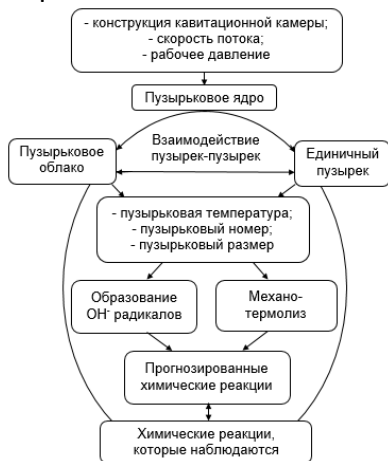 - конструкция кавитационной камеры;
- скорость потока;
- рабочее давление
Пузырьковое ядро
Пузырьковое
облако
Взаимодействие
пузырек-пузырек
Единичный
пузырек
- пузырьковая температура;
- пузырьковый номер;
- пузырьковый размер
Образование
OH⁻ радикалов
Механо-
термолиз
Прогнозированные
химические реакции
Химические реакции,
которые наблюдаются